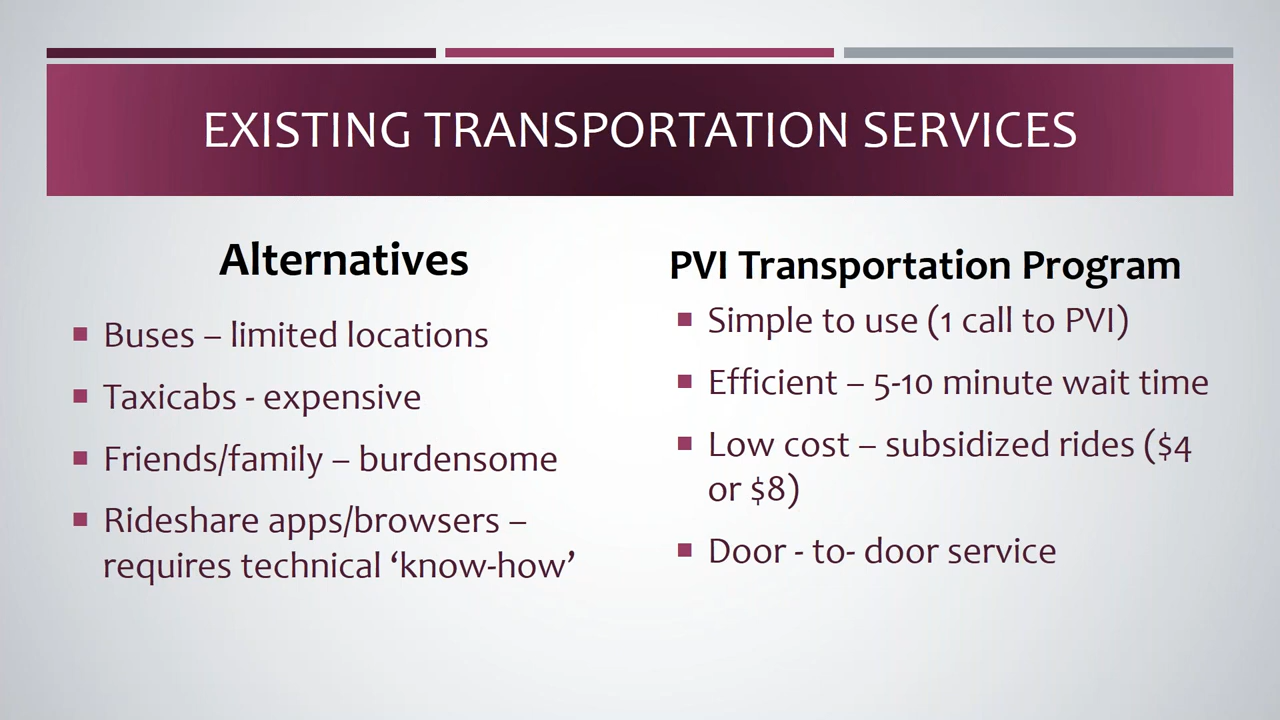 EXISTING TRANSPORTATION SERVICES
Alternatives
■ Buses – limited locations
■ Taxicabs - expensive
■ Friends/family – burdensome
■ Rideshare apps/browsers –
requires technical ‘know-how’
PVI Transportation Program
■ Simple to use (1 call to PVI)
■ Efficient – 5-10 minute wait time
■ Low cost – subsidized rides ($4
or $8)
■ Door - to- door service